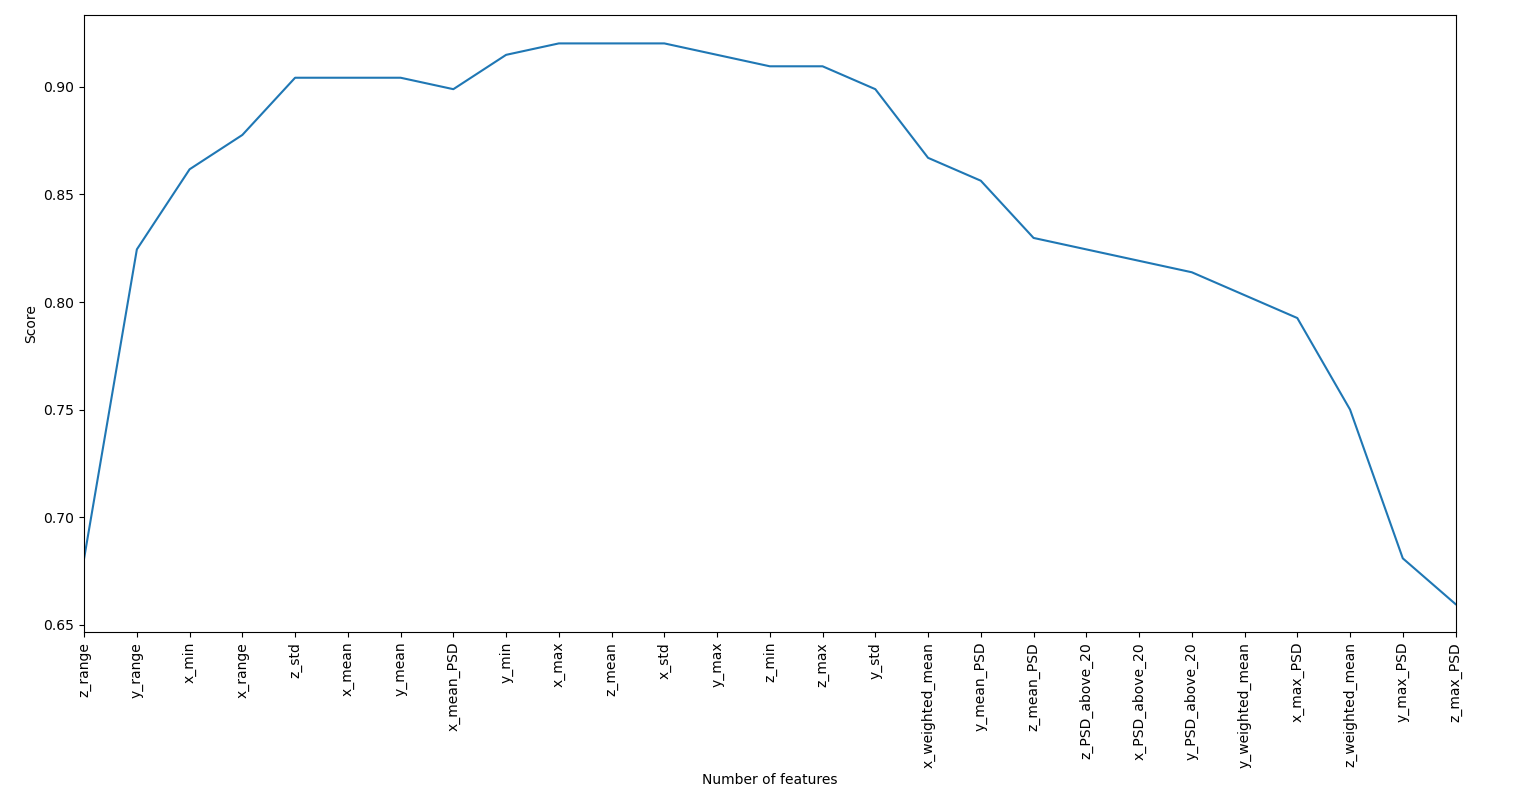 Score
0.90
0.85
0.80
0.75
0.70
0.65
z_range
y_range
x_min
x_range
z_std
x_mean
y_mean
x_mean_PSD
y_min
x_max
z_mean
x_std
y_max
z_min
z_max
y_std
x_weighted_mean
y_mean_PSD
z_mean_PSD
z_PSD_above_20
x_PSD_above_20
y_PSD_above_20
y_weighted_mean
x_max_PSD
z_weighted_mean
y_max_PSD
z_max_PSD
Number of features